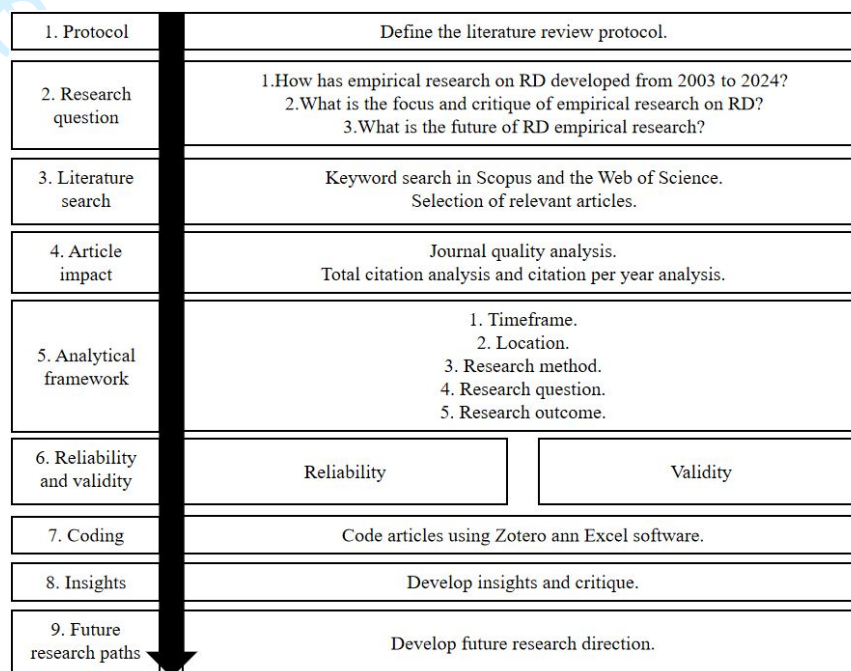 1. Protocol
Define the literature review protocol.
2. Research
question
1.How has empirical research on RD developed from 2003 to 2024?
2.What is the focus and critique of empirical research on RD?
3.What is the future of RD empirical research?
3. Literature
search
Keyword search in Scopus and the Web of Science.
Selection of relevant articles.
4. Article
impact
Journal quality analysis.
Total citation analysis and citation per year analysis.
5. Analytical
framework
1. Timeframe.
2. Location.
3. Research method.
4. Research question.
5. Research outcome.
6. Reliability
and validity
Reliability
Validity
7. Coding
Code articles using Zotero ann Excel software.
8. Insights
Develop insights and critique.
9. Future
research paths
Develop future research direction.